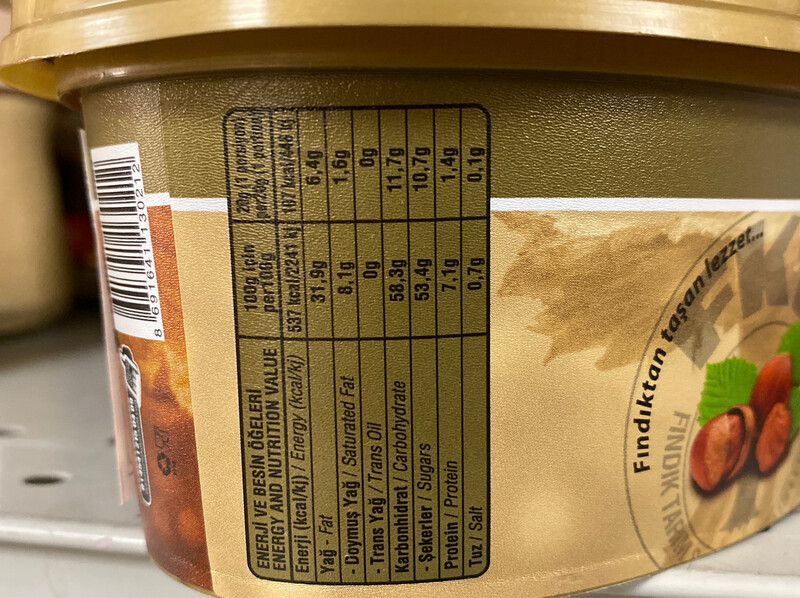 ENERJİ VE BESİN ÖĞELERİ
ENERGY AND NUTRITION VALUE
100g için
per100g
20g (1 porsiyon)
per20g (1 portion)
Enerji (kcal/kj) / Energy (kcal/kj) 537 kcal/2241 kj 107 kcal/448 kj
Yağ - Fat 31,9g 6,4g
- Doymuş Yağ / Saturated Fat 8,1g 1,6g
- Trans Yağ / Trans Oil 0g 0g
Karbonhidrat / Carbohydrate 58.3g 11,7g
- Şekerler / Sugars 53,4g 10,7g
Protein / Protein 7,1g 1,4g
Tuz / Salt 0,7g 0,1g
8 691641 130212
Fındıktan taşan lezzet...